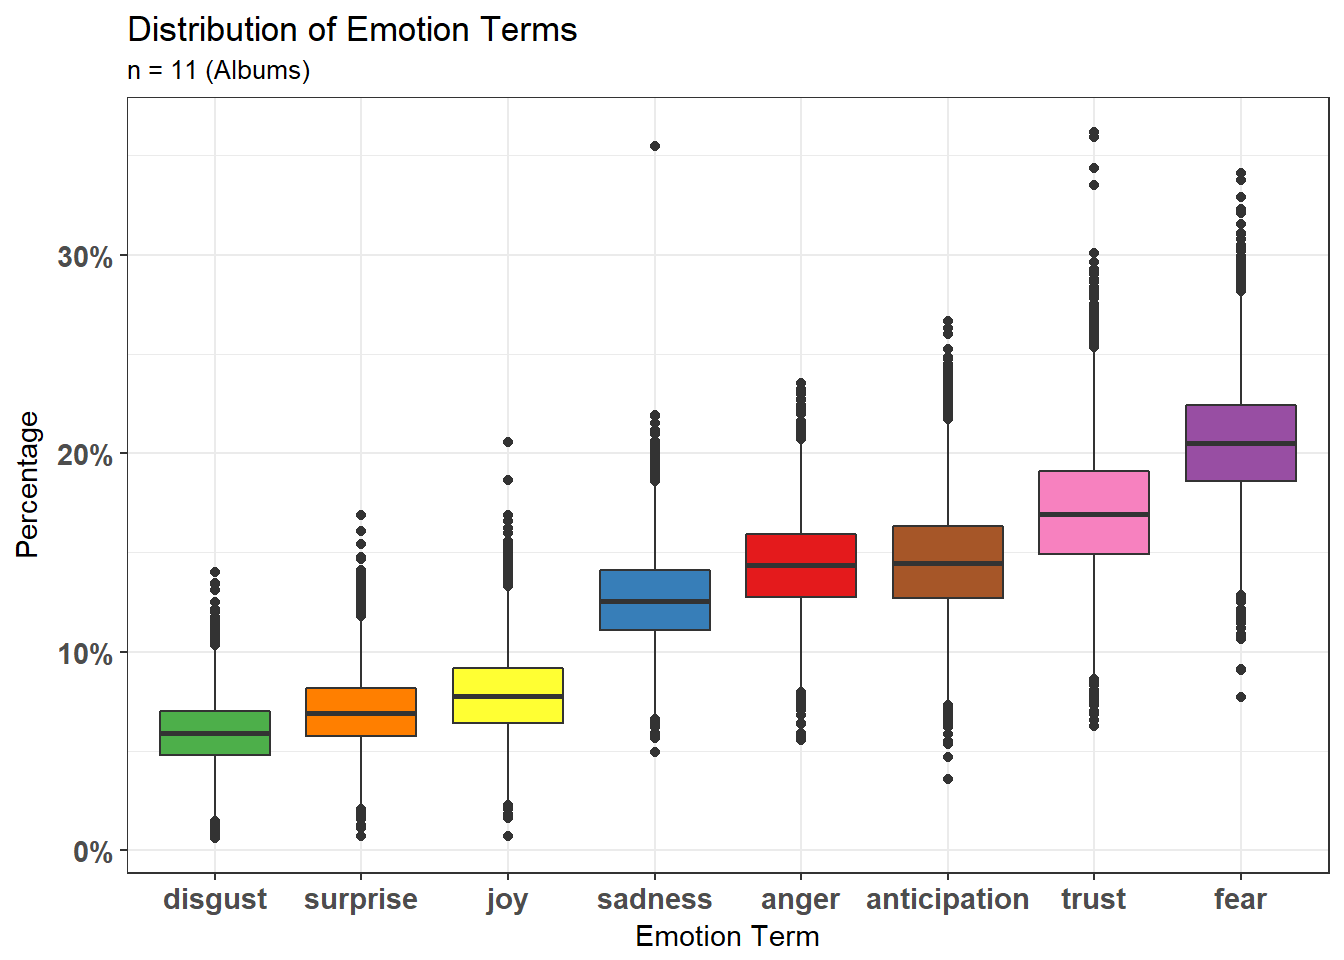 Distribution of Emotion Terms
n = 11 (Albums)
Percentage
30%
20%
10%
0%
disgust surprise joy sadness anger anticipation trust fear
Emotion Term